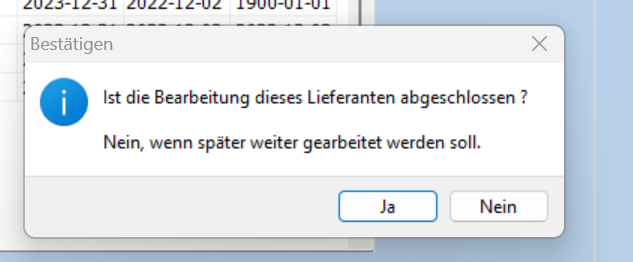 2023-12-31 2022-12-02 1900-01-01
Bestätigen
Ist die Bearbeitung dieses Lieferanten abgeschlossen ?
Nein, wenn später weiter gearbeitet werden soll.
Ja
Nein